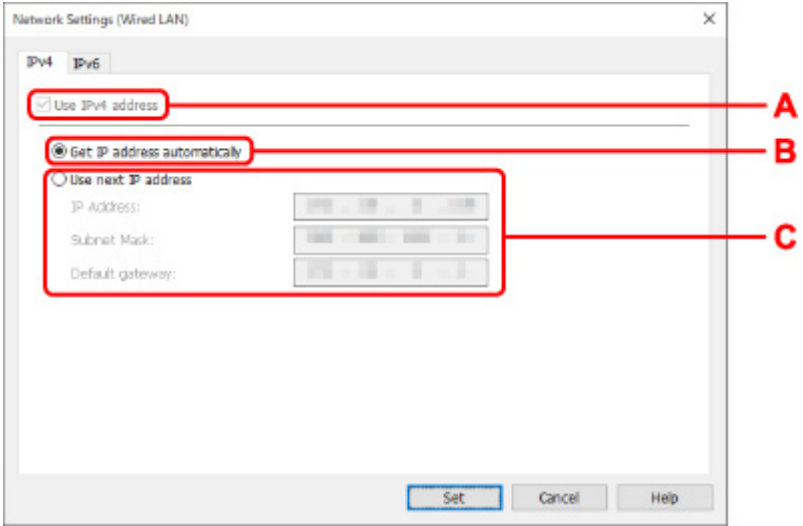 Network Settings (Wired LAN)
IPv4 IPv6
Use IPv4 address
A
Get IP address automatically
B
Use next IP address
IP Address:
Subnet Mask:
C
Default gateway:
Set Cancel Help